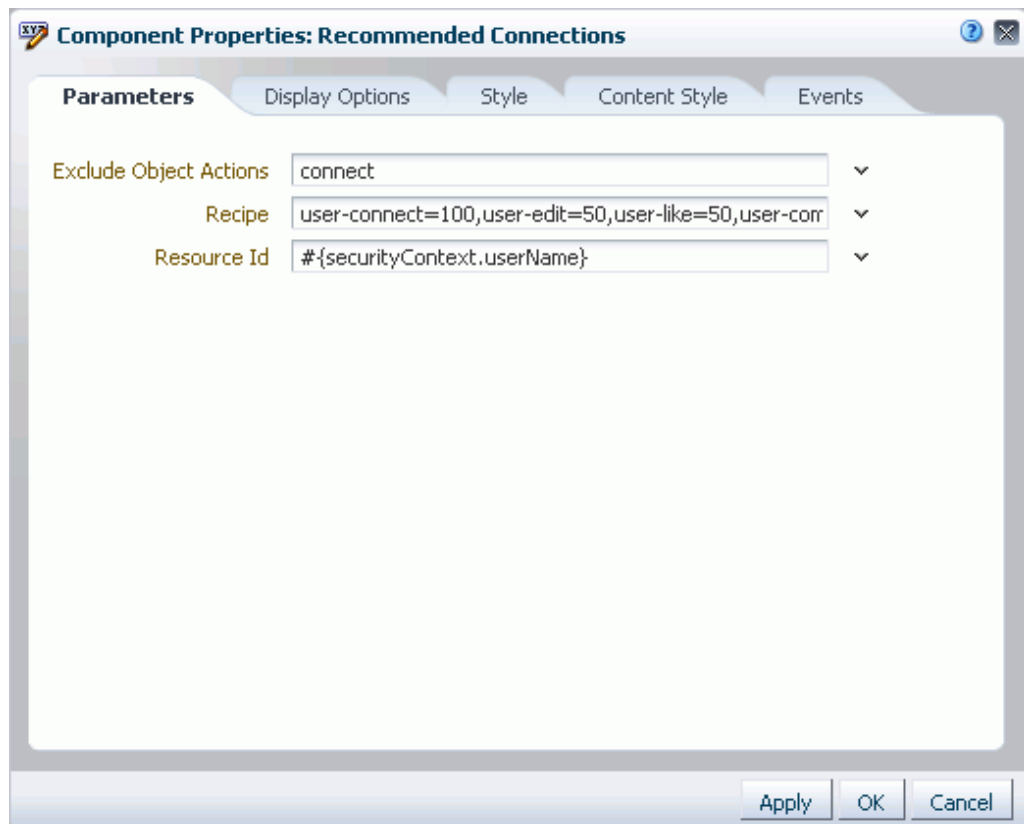 Component Properties: Recommended Connections
Parameters Display Options Style Content Style Events
Exclude Object Actions connect
Recipe user-connect=100,user-edit=50,user-like=50,user-com
Resource Id #{securityContext.userName}
Apply OK Cancel